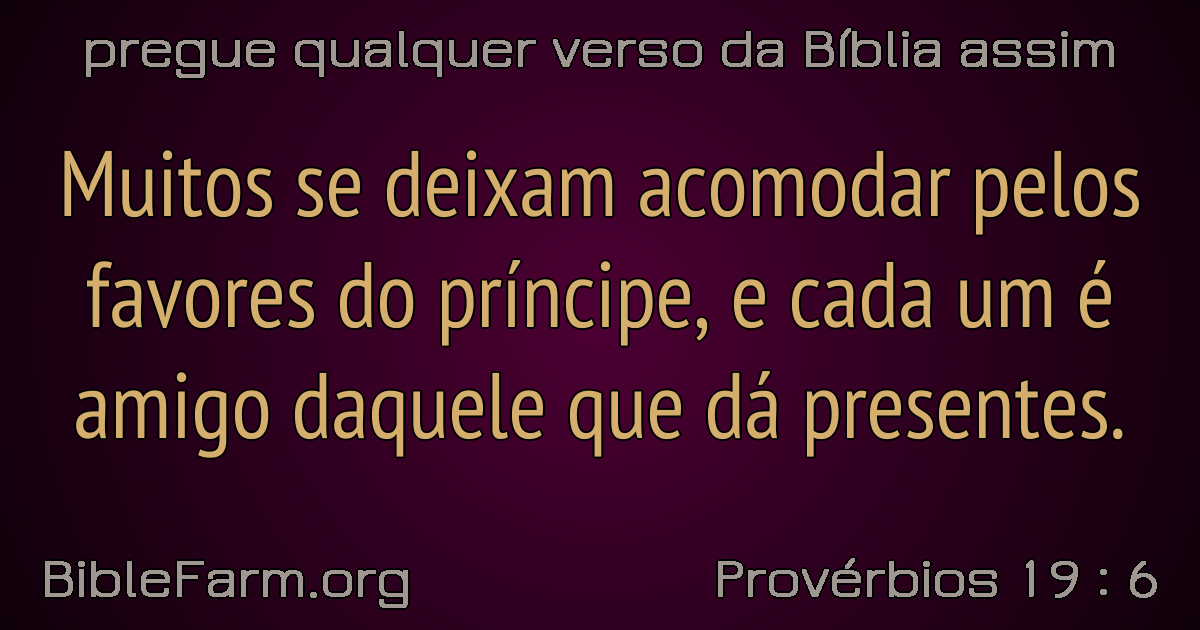 pregue qualquer verso da Bíblia assim
Muitos se deixam acomodar pelos
favores do príncipe, e cada um é
amigo daquele que dá presentes.
BibleFarm.org
Provérbios 19 : 6